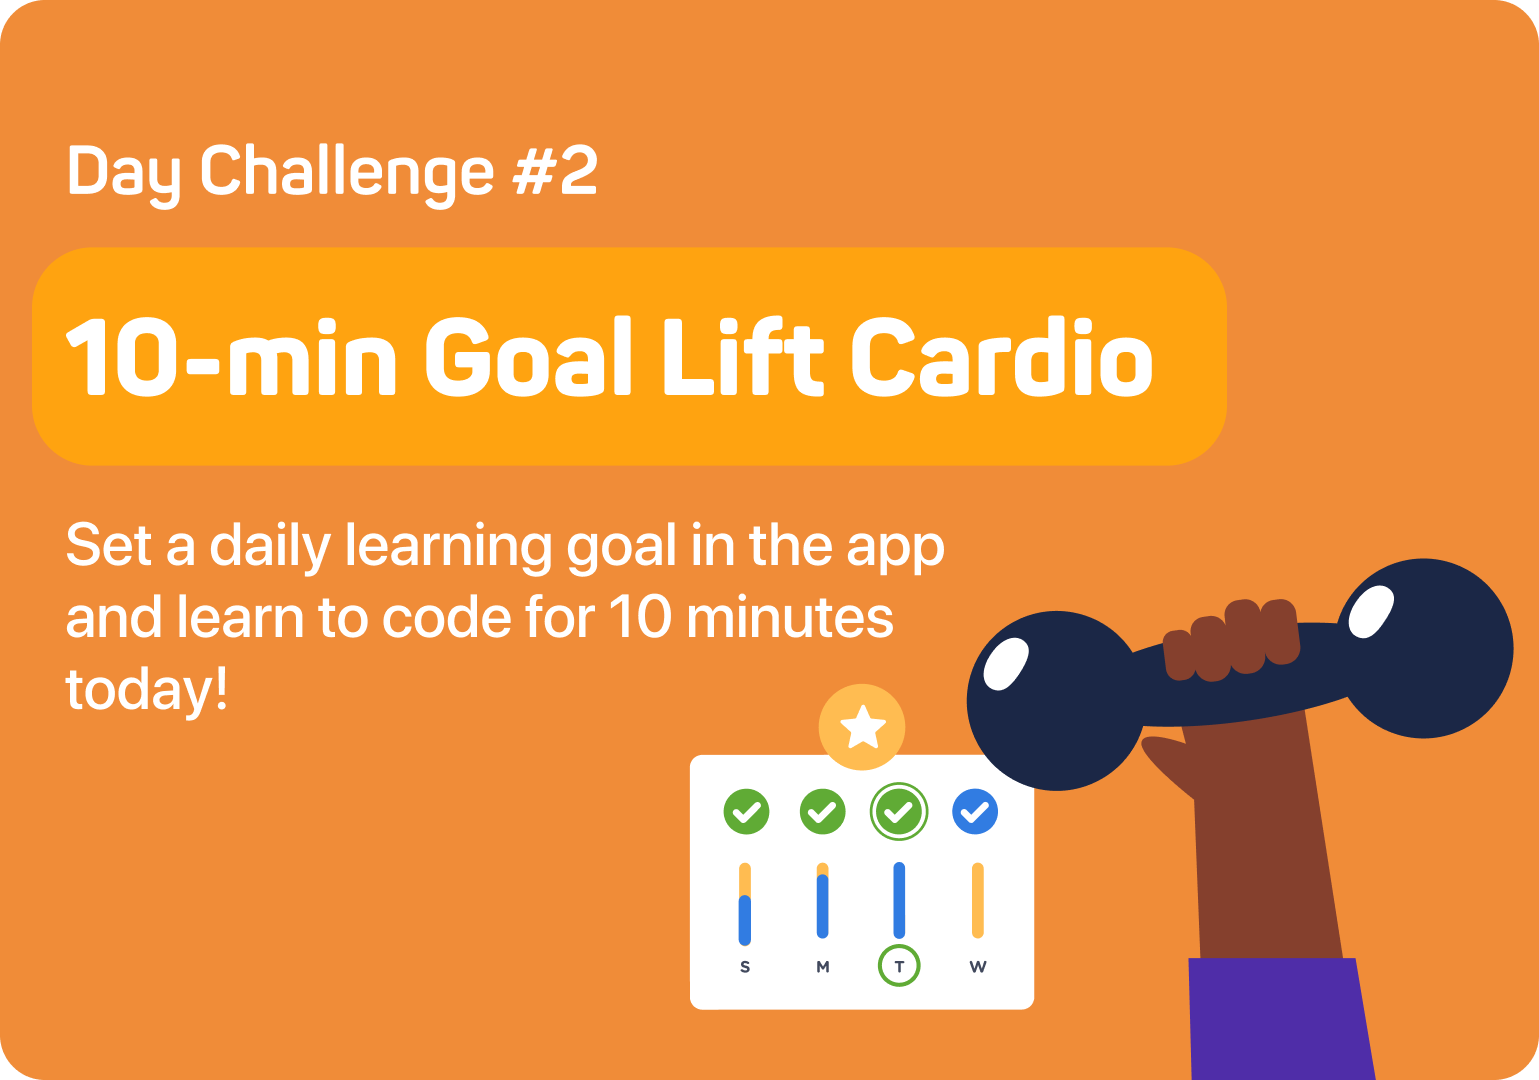 Day Challenge #2
10-min Goal Lift Cardio
Set a daily learning goal in the app
and learn to code for 10 minutes
today!
S M T W